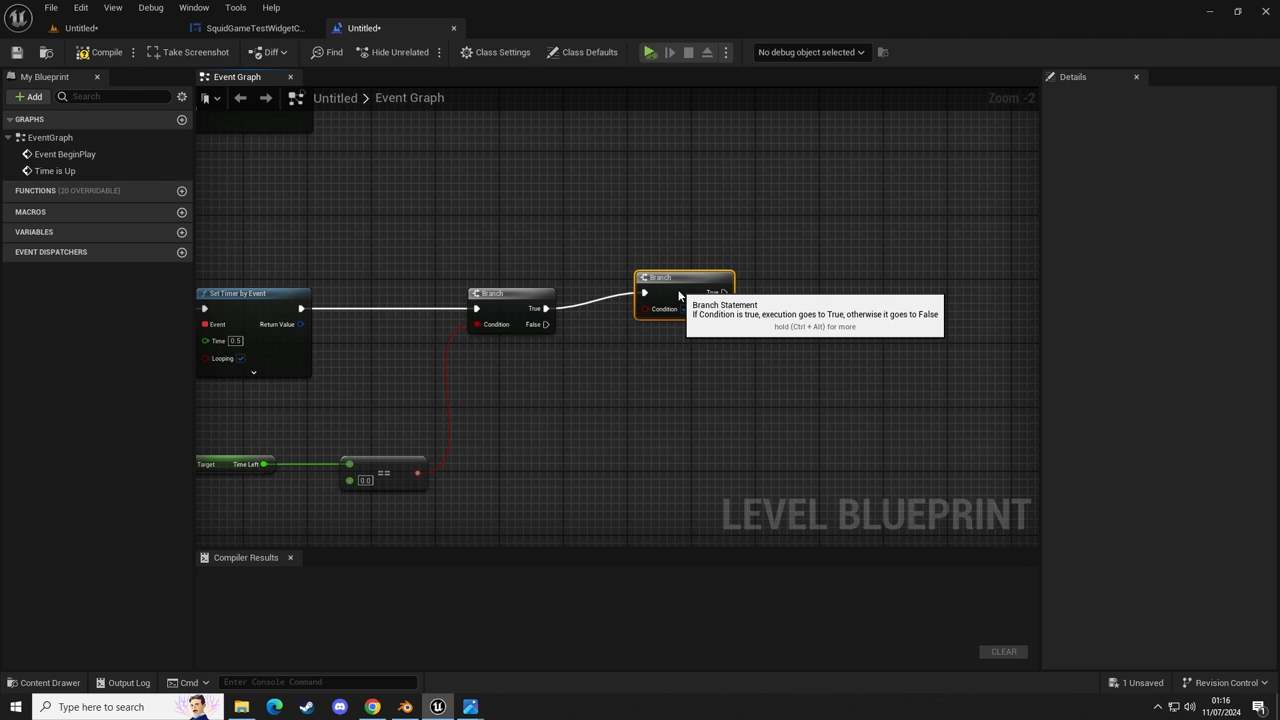 File Edit View Debug Window Tools Help
Untitled*
SquidGameTestWidgetC...
Untitled*
Compile
Take Screenshot
Diff
Find
Hide Unrelated
Class Settings
Class Defaults
No debug object selected
My Blueprint
Add
Search
GRAPHS
EventGraph
Event BeginPlay
Time is Up
FUNCTIONS (20 OVERRIDABLE)
MACROS
VARIABLES
EVENT DISPATCHERS
Event Graph
Untitled > Event Graph
Zoom -2
Set Timer by Event
Event
Return Value
Time 0.5
Looping
Target Time Left
==
0.0
Branch
True
Condition False
Branch
True
Condition
Branch Statement
If Condition is true, execution goes to True, otherwise it goes to False
hold (Ctrl + Alt) for more
LEVEL BLUEPRINT
Compiler Results
CLEAR
Details
Content Drawer
Output Log
Cmd
Enter Console Command
1 Unsaved
Revision Control
Type here to search
01:16
11/07/2024